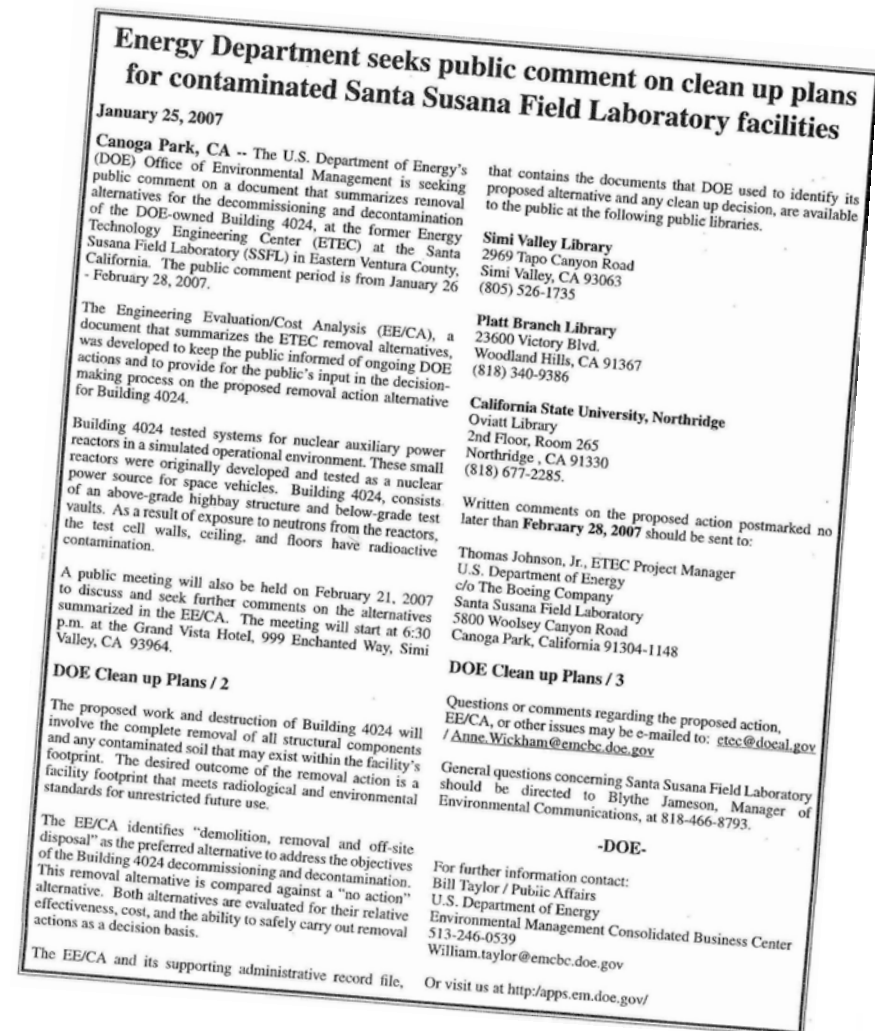 Energy Department seeks public comment on clean up plans
for contaminated Santa Susana Field Laboratory facilities
January 25, 2007
Canoga Park, CA -- The U.S. Department of Energy's
(DOE) Office of Environmental Management is seeking
public comment on a document that summarizes removal
alternatives for the decommissioning and decontamination
of the DOE-owned Building 4024, at the former Energy
Technology Engineering Center (ETEC) at the Santa
Susana Field Laboratory (SSFL) in Eastern Ventura County,
California. The public comment period is from January 26
- February 28, 2007.
The Engineering Evaluation/Cost Analysis (EE/CA), a
document that summarizes the ETEC removal alternatives,
was developed to keep the public informed of ongoing DOE
actions and to provide for the public's input in the decision-
making process on the proposed removal action alternative
for Building 4024.
Building 4024 tested systems for nuclear auxiliary power
reactors in a simulated operational environment. These small
reactors were originally developed and tested as a nuclear
power source for space vehicles. Building 4024, consists
of an above-grade highbay structure and below-grade test
vaults. As a result of exposure to neutrons from the reactors,
the test cell walls, ceiling, and floors have radioactive
contamination.
A public meeting will also be held on February 21, 2007
to discuss and seek further comments on the alternatives
summarized in the EE/CA. The meeting will start at 6:30
p.m. at the Grand Vista Hotel, 999 Enchanted Way, Simi
Valley, CA 93964.
DOE Clean up Plans / 2
The proposed work and destruction of Building 4024 will
involve the complete removal of all structural components
and any contaminated soil that may exist within the facility's
footprint. The desired outcome of the removal action is a
facility footprint that meets radiological and environmental
standards for unrestricted future use.
The EE/CA identifies "demolition, removal and off-site
disposal" as the preferred alternative to address the objectives
of the Building 4024 decommissioning and decontamination.
This removal alternative is compared against a "no action"
alternative. Both alternatives are evaluated for their relative
effectiveness, cost, and the ability to safely carry out removal
actions as a decision basis.
The EE/CA and its supporting administrative record file,
that contains the documents that DOE used to identify its
proposed alternative and any clean up decision, are available
to the public at the following public libraries.
Simi Valley Library
2969 Tapo Canyon Road
Simi Valley, CA 93063
(805) 526-1735
Platt Branch Library
23600 Victory Blvd.
Woodland Hills, CA 91367
(818) 340-9386
California State University, Northridge
Oviatt Library
2nd Floor, Room 265
Northridge , CA 91330
(818) 677-2285.
Written comments on the proposed action postmarked no
later than February 28, 2007 should be sent to:
Thomas Johnson, Jr., ETEC Project Manager
U.S. Department of Energy
c/o The Boeing Company
Santa Susana Field Laboratory
5800 Woolsey Canyon Road
Canoga Park, California 91304-1148
DOE Clean up Plans / 3
Questions or comments regarding the proposed action,
EE/CA, or other issues may be e-mailed to: etec@doeal.gov
/ Anne.Wickham@emcbc.doe.gov
General questions concerning Santa Susana Field Laboratory
should be directed to Blythe Jameson, Manager of
Environmental Communications, at 818-466-8793.
-DOE-
For further information contact:
Bill Taylor / Public Affairs
U.S. Department of Energy
Environmental Management Consolidated Business Center
513-246-0539
William.taylor@emcbc.doe.gov
Or visit us at http:/apps.em.doe.gov/